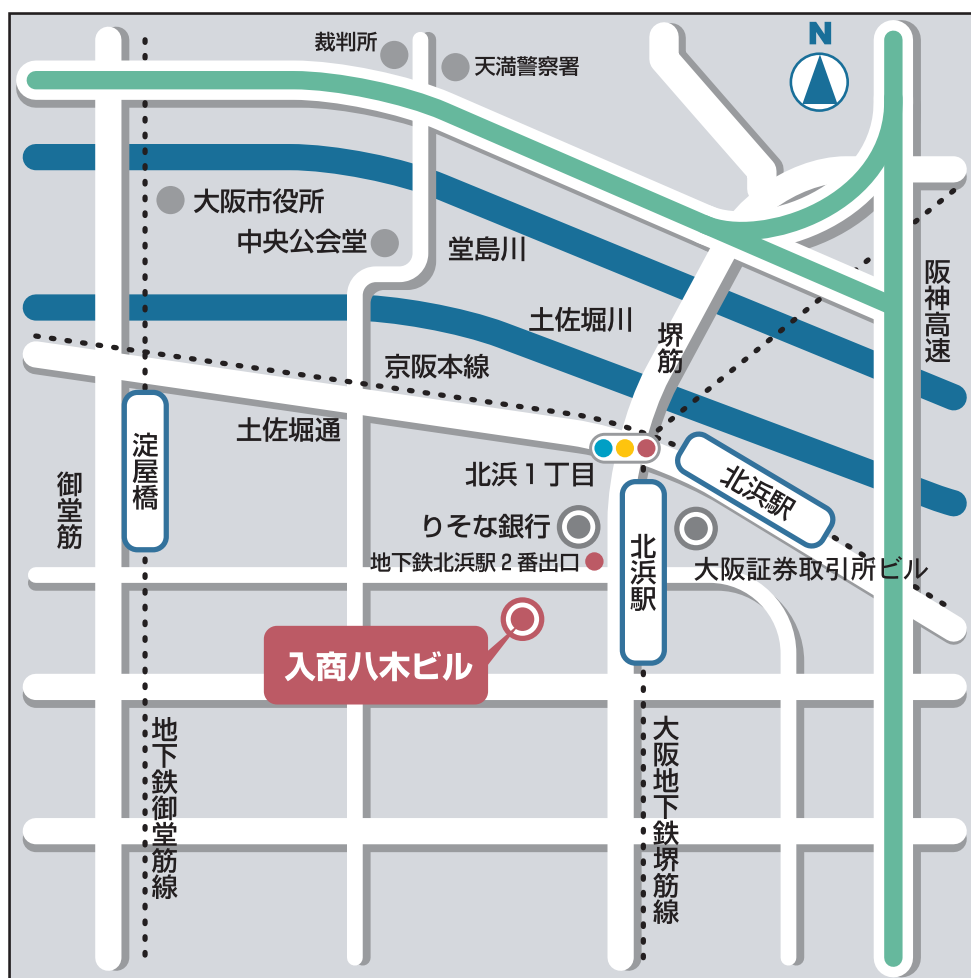 N
裁判所
天満警察署
大阪市役所
中央公会堂
堂島川
阪神高速
土佐堀川
堺筋
京阪本線
土佐堀通
淀屋橋
北浜1丁目
北浜駅
御堂筋
りそな銀行
北浜駅
地下鉄北浜駅2番出口
大阪証券取引所ビル
入商八木ビル
地下鉄御堂筋線
大阪地下鉄堺筋線